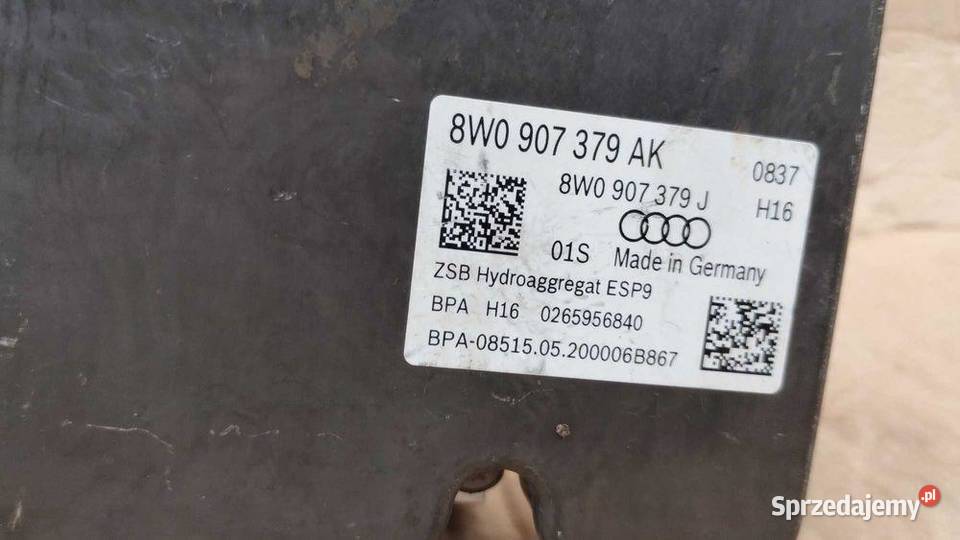 8W0 907 379 AK
0837
8W0 907 379 J
H16
01S Made in Germany
ZSB Hydroaggregat ESP9
BPA H16 0265956840
BPA-08515.05.200006B867
Sprzedajemy.pl